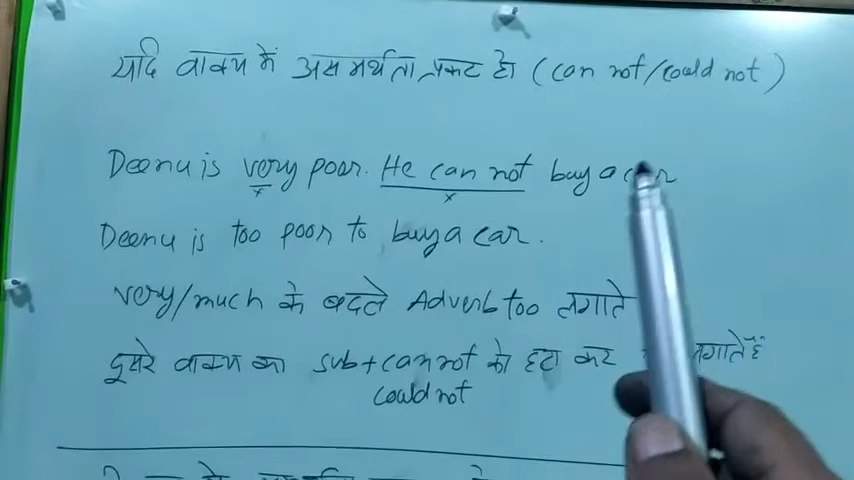 यदि वाक्य में असमर्थता प्रकट हो (can not/could not)
Deenu is very poor. He can not buy a car
Deenu is too poor to buy a car.
very/much के बदले Adverb too लगाते
दूसरे वाक्य का sub+can not को हटा कर लगाते हैं
could not